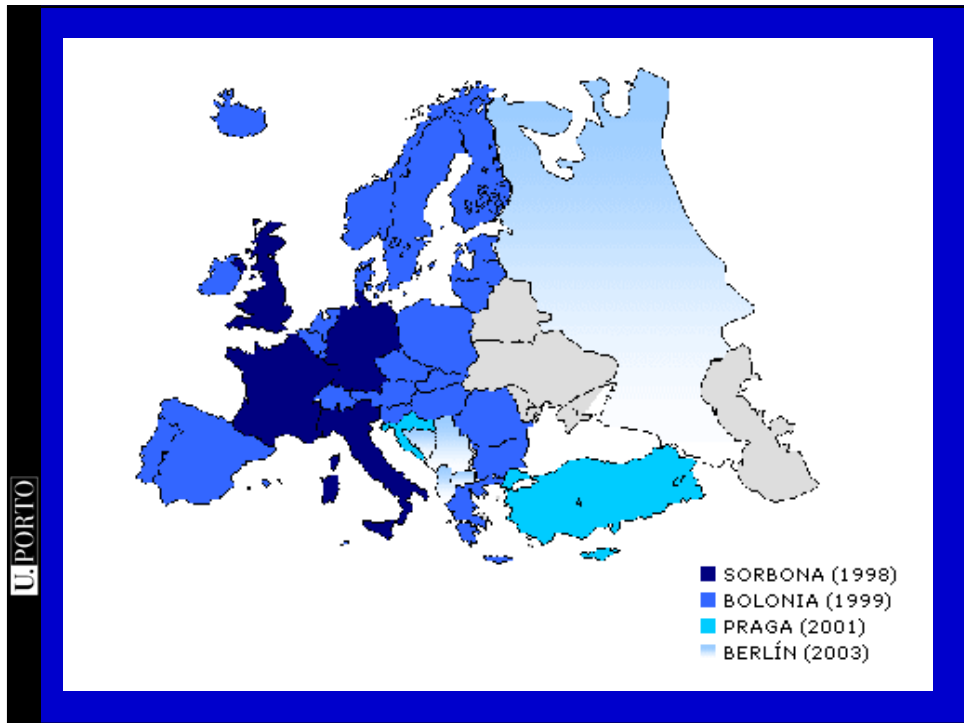 U.PORTO
SORBONA (1998)
BOLONIA (1999)
PRAGA (2001)
BERLÍN (2003)